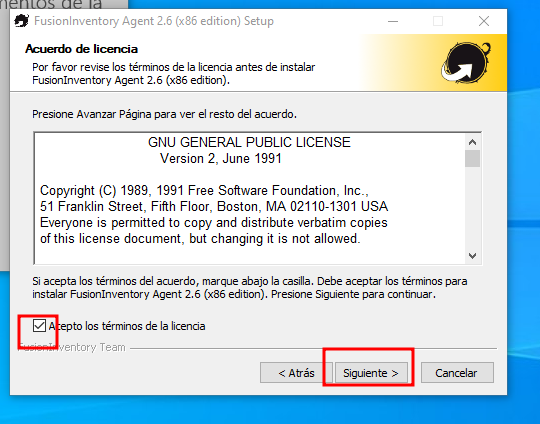 mentos de la
FusionInventory Agent 2.6 (x86 edition) Setup
Acuerdo de licencia
Por favor revise los términos de la licencia antes de instalar
FusionInventory Agent 2.6 (x86 edition).
Presione Avanzar Página para ver el resto del acuerdo.
GNU GENERAL PUBLIC LICENSE
Version 2, June 1991
Copyright (C) 1989, 1991 Free Software Foundation, Inc.,
51 Franklin Street, Fifth Floor, Boston, MA 02110-1301 USA
Everyone is permitted to copy and distribute verbatim copies
of this license document, but changing it is not allowed.
Si acepta los términos del acuerdo, marque abajo la casilla. Debe aceptar los términos para
instalar FusionInventory Agent 2.6 (x86 edition). Presione Siguiente para continuar.
Acepto los términos de la licencia
FusionInventory Team
< Atrás Siguiente > Cancelar